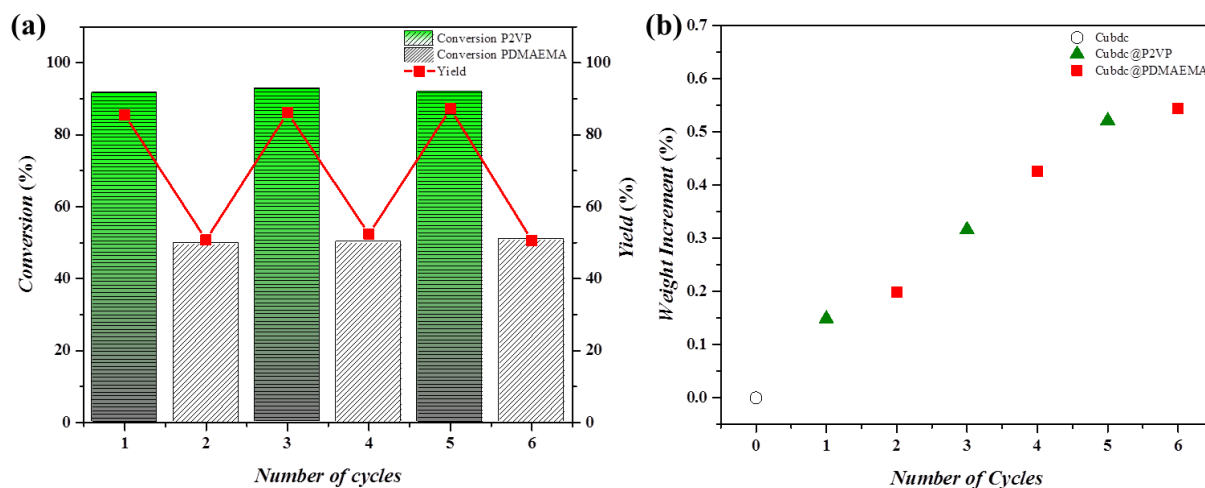 (a)
Conversion P2VP
Conversion PDMAEMA
Yield
100
80
60
40
20
0
Conversion (%)
100
80
60
40
20
0
Yield (%)
1 2 3 4 5 6
Number of cycles
(b)
Cubdc
Cubdc@P2VP
Cubdc@PDMAEMA
0.7
0.6
0.5
0.4
0.3
0.2
0.1
0.0
Weight Increment (%)
0 1 2 3 4 5 6
Number of Cycles